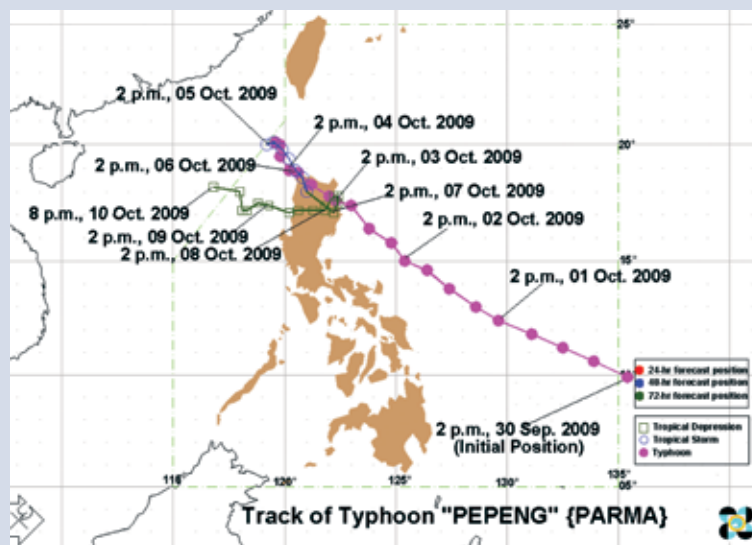 25°
2 p.m., 05 Oct. 2009
2 p.m., 04 Oct. 2009
20°
2 p.m., 06 Oct. 2009
2 p.m., 03 Oct. 2009
2 p.m., 07 Oct. 2009
8 p.m., 10 Oct. 2009
2 p.m., 02 Oct. 2009
2 p.m., 09 Oct. 2009
2 p.m., 08 Oct. 2009
15°
2 p.m., 01 Oct. 2009
24-hr forecast position
48-hr forecast position
72-hr forecast position
2 p.m., 30 Sep. 2009
(Initial Position)
Tropical Depression
Tropical Storm
Typhoon
120°
125°
130°
135°
05°
Track of Typhoon "PEPENG" {PARMA}